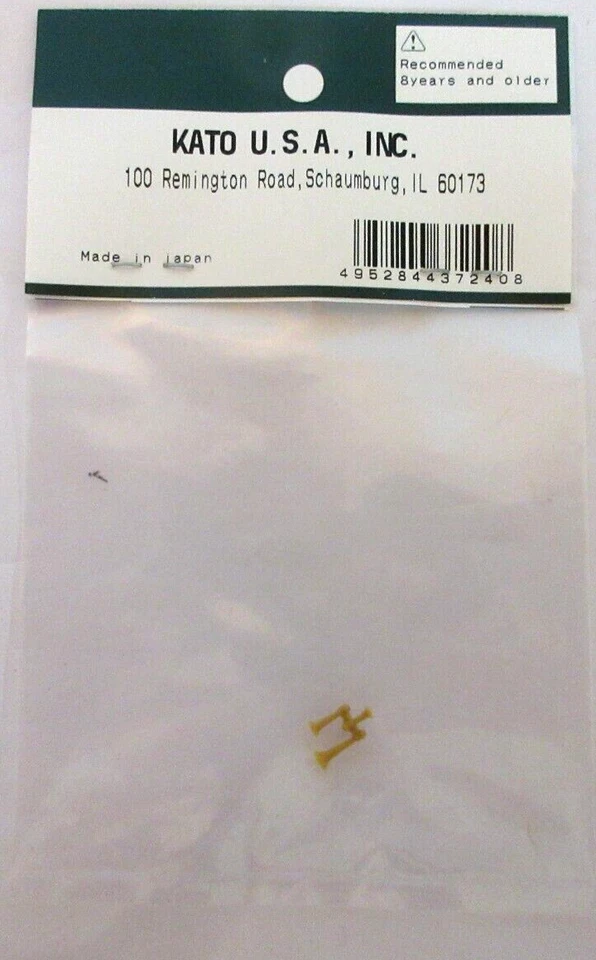 Recommended
8years and older
KATO U.S.A., INC.
100 Remington Road,Schaumburg,IL 60173
Made in japan
4952844372408